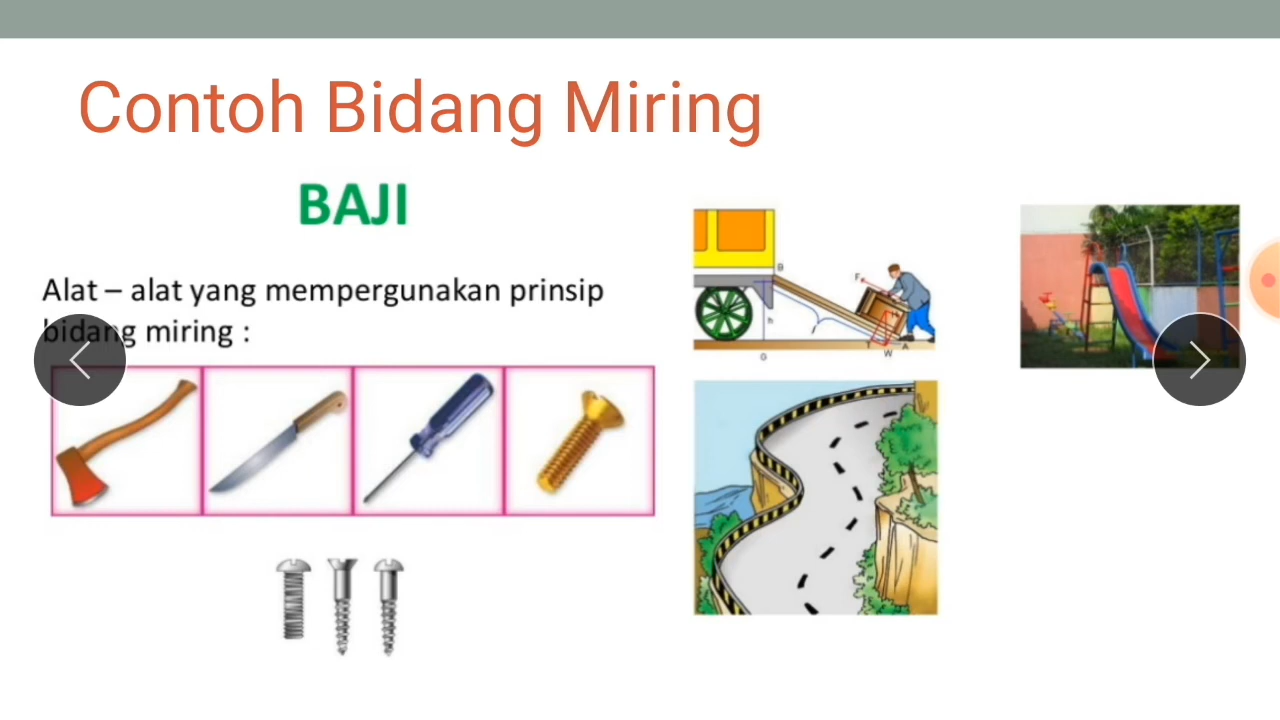 Contoh Bidang Miring
BAJI
Alat – alat yang mempergunakan prinsip
bidang miring :
B
F
h
l
A
W
G